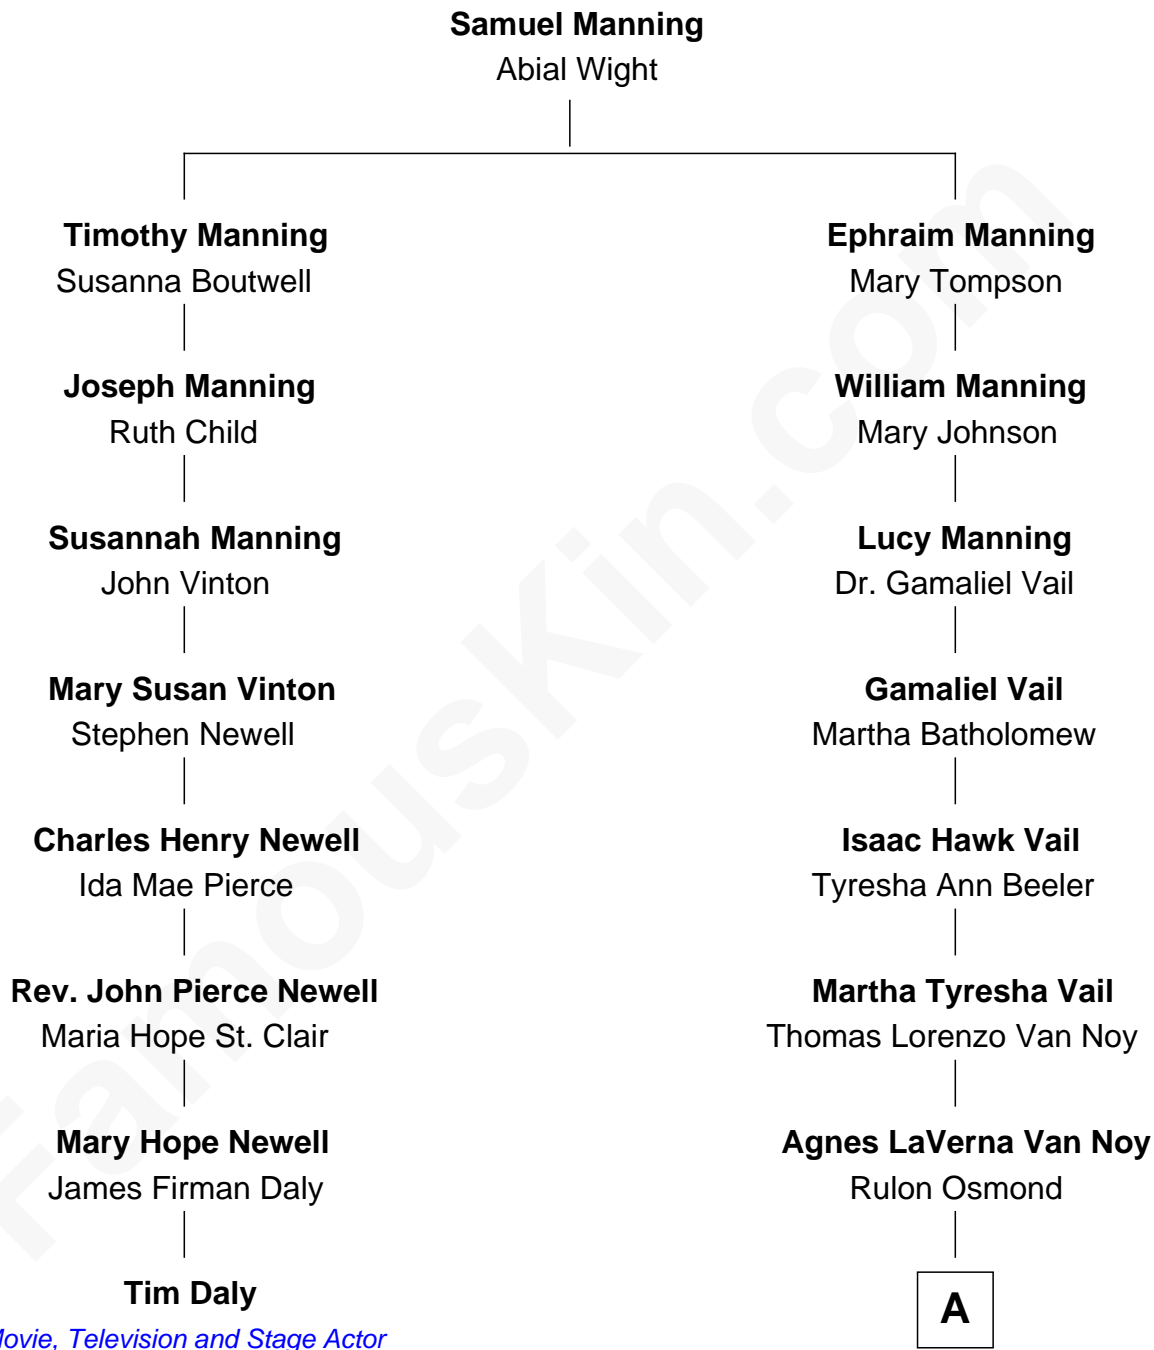 Samuel Manning
Abial Wight
Timothy Manning
Susanna Boutwell
Ephraim Manning
Mary Tompson
Joseph Manning
Ruth Child
William Manning
Mary Johnson
Susannah Manning
John Vinton
Lucy Manning
Dr. Gamaliel Vail
Mary Susan Vinton
Stephen Newell
Gamaliel Vail
Martha Batholomew
Charles Henry Newell
Ida Mae Pierce
Isaac Hawk Vail
Tyresha Ann Beeler
Rev. John Pierce Newell
Maria Hope St. Clair
Martha Tyresha Vail
Thomas Lorenzo Van Noy
Mary Hope Newell
James Firman Daly
Agnes LaVerna Van Noy
Rulon Osmond
Tim Daly
Movie, Television and Stage Actor
A
FamousKin.com